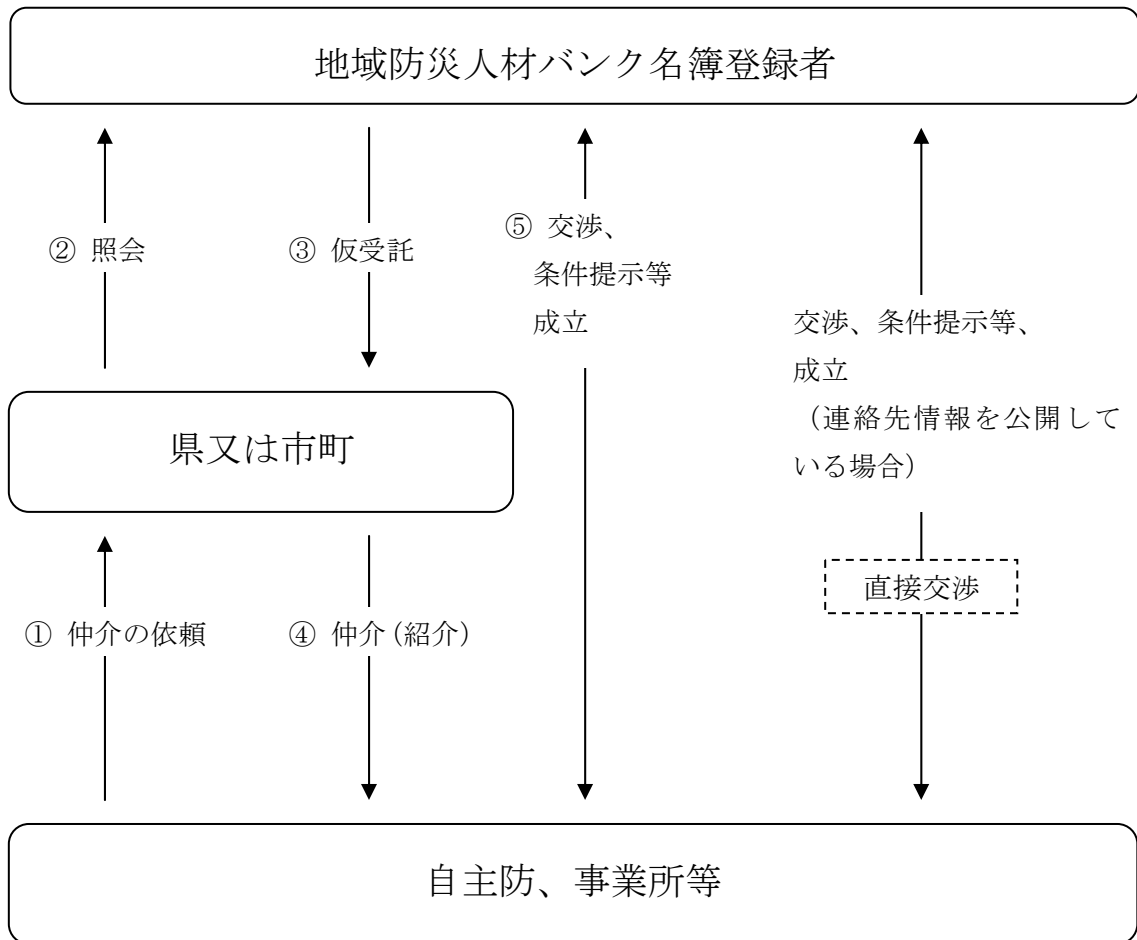 地域防災人材バンク名簿登録者
② 照会
③ 仮受託
⑤ 交渉、
条件提示等
成立
交渉、条件提示等、
成立
（連絡先情報を公開して
いる場合）
県又は市町
直接交渉
① 仲介の依頼
④ 仲介(紹介)
自主防、事業所等